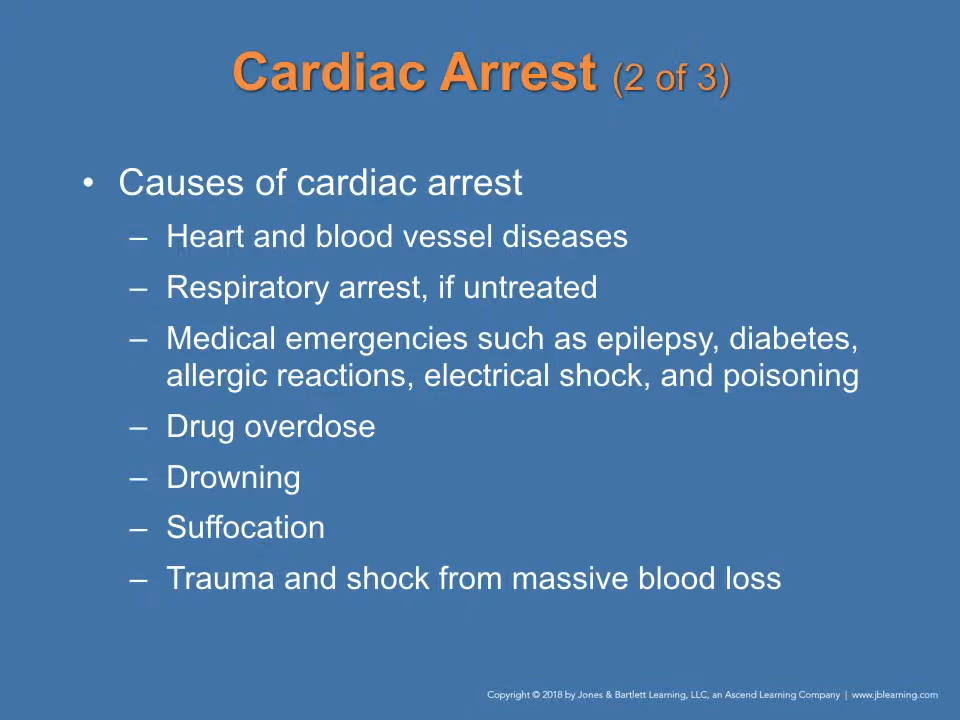 Cardiac Arrest (2 of 3)
• Causes of cardiac arrest
– Heart and blood vessel diseases
– Respiratory arrest, if untreated
– Medical emergencies such as epilepsy, diabetes,
allergic reactions, electrical shock, and poisoning
– Drug overdose
– Drowning
– Suffocation
– Trauma and shock from massive blood loss
Copyright © 2018 by Jones & Bartlett Learning, LLC, an Ascend Learning Company | www.jblearning.com